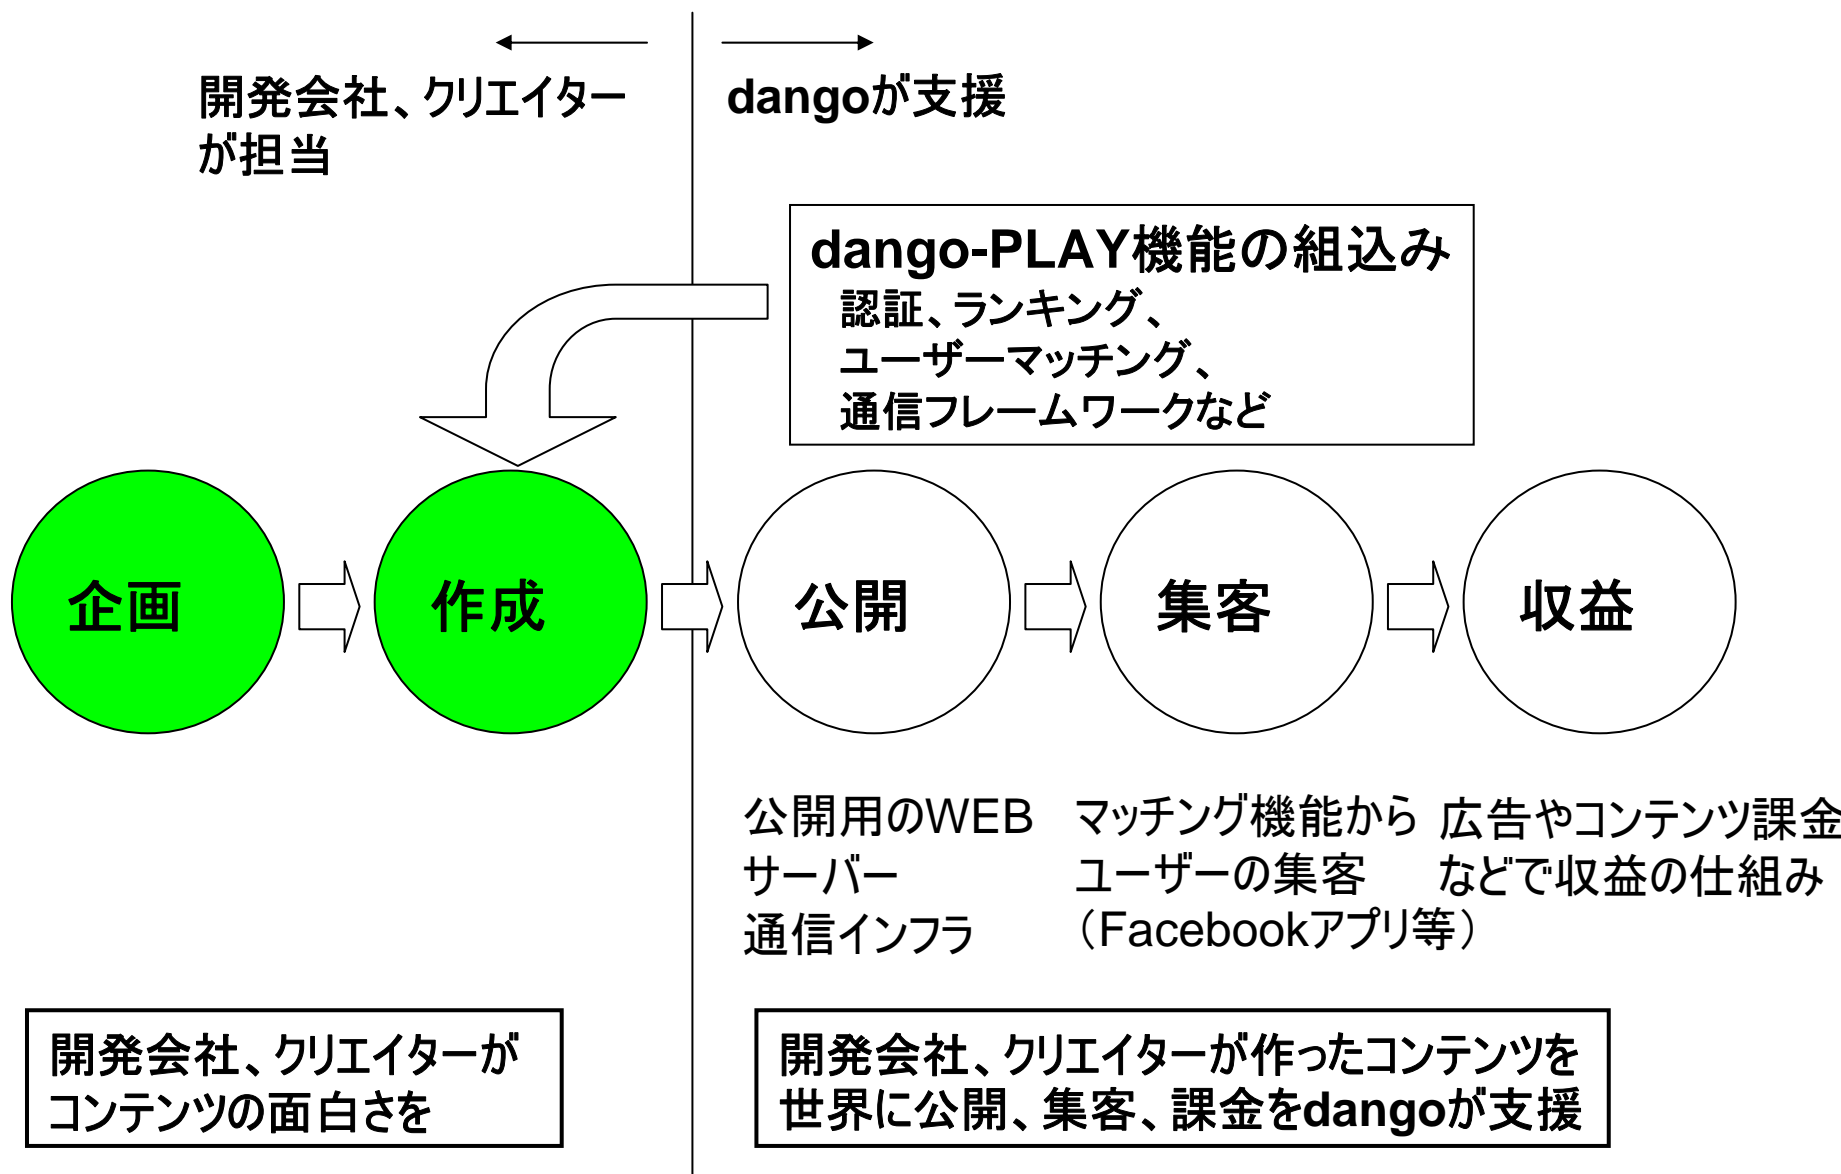 開発会社、クリエイター
が担当
dangoが支援
dango-PLAY機能の組込み
認証、ランキング、
ユーザーマッチング、
通信フレームワークなど
企画
作成
公開
集客
収益
公開用のWEB
サーバー
通信インフラ
マッチング機能から
ユーザーの集客
（Facebookアプリ等）
広告やコンテンツ課金
などで収益の仕組み
開発会社、クリエイターが
コンテンツの面白さを
開発会社、クリエイターが作ったコンテンツを
世界に公開、集客、課金をdangoが支援